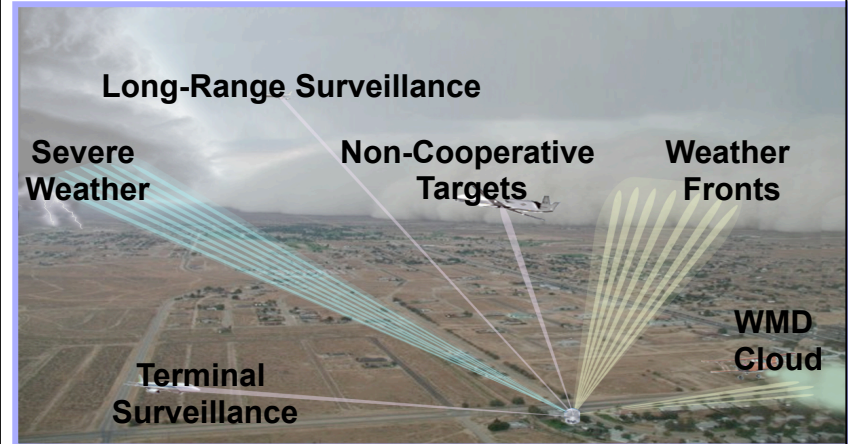 Long-Range Surveillance
Severe
Weather
Non-Cooperative
Targets
Weather
Fronts
WMD
Cloud
Terminal
Surveillance